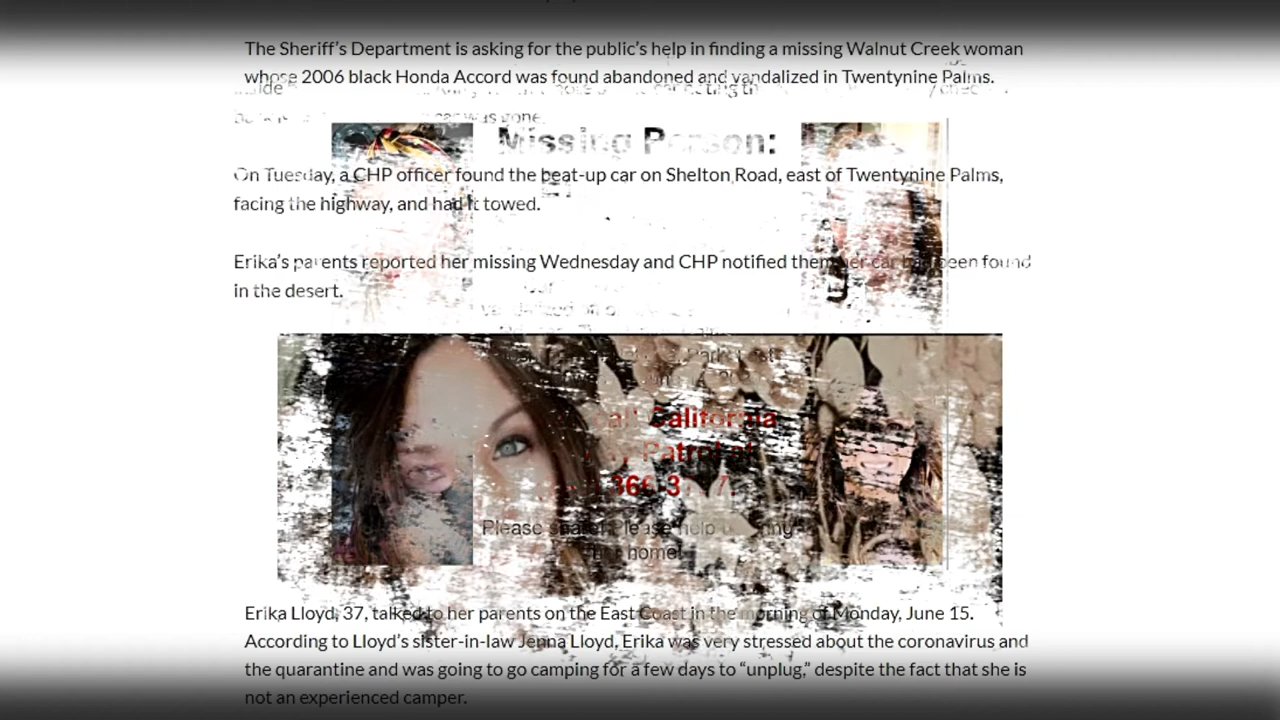 The Sheriff's Department is asking for the public's help in finding a missing Walnut Creek woman
whose 2006 black Honda Accord was found abandoned and vandalized in Twentynine Palms.
inside
was gone
Missing Person:
On Tuesday, a CHP officer found the beat-up car on Shelton Road, east of Twentynine Palms,
facing the highway, and had it towed.
Erika's parents reported her missing Wednesday and CHP notified them her car had been found
in the desert.
California
Patrol
Please share! Please help
home!
Erika Lloyd, 37, talked to her parents on the East Coast in the morning of Monday, June 15.
According to Lloyd's sister-in-law Jenna Lloyd, Erika was very stressed about the coronavirus and
the quarantine and was going to go camping for a few days to “unplug,” despite the fact that she is
not an experienced camper.